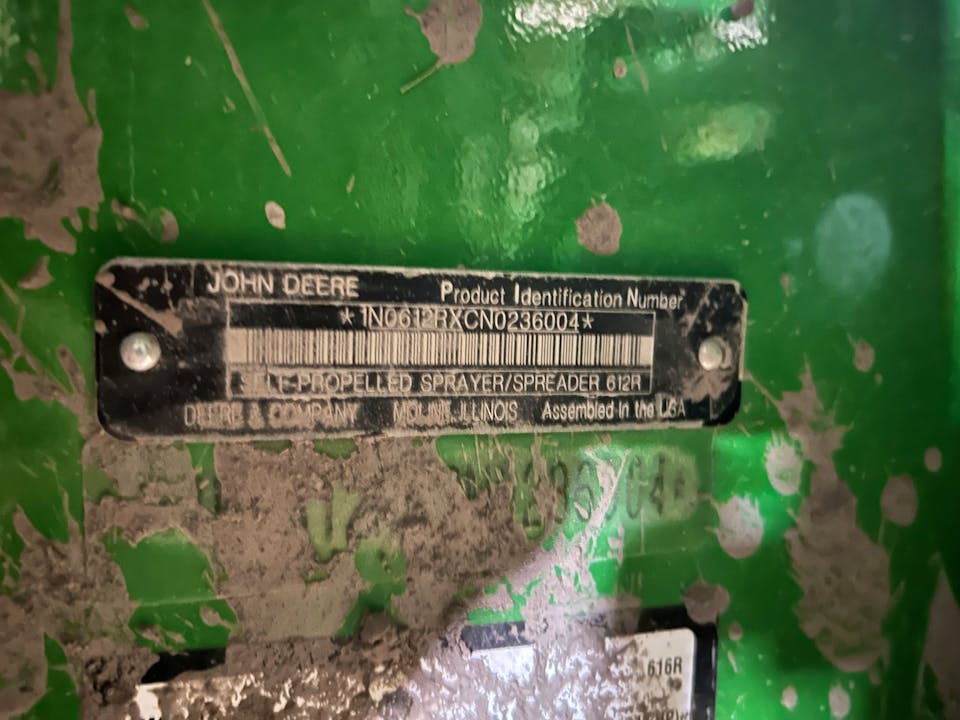 JOHN DEERE
Product Identification Number
*1N0612RXCN0236004*
SELF-PROPELLED SPRAYER/SPREADER 612R
DEERE & COMPANY MOLINE, ILLINOIS Assembled in the USA
616R